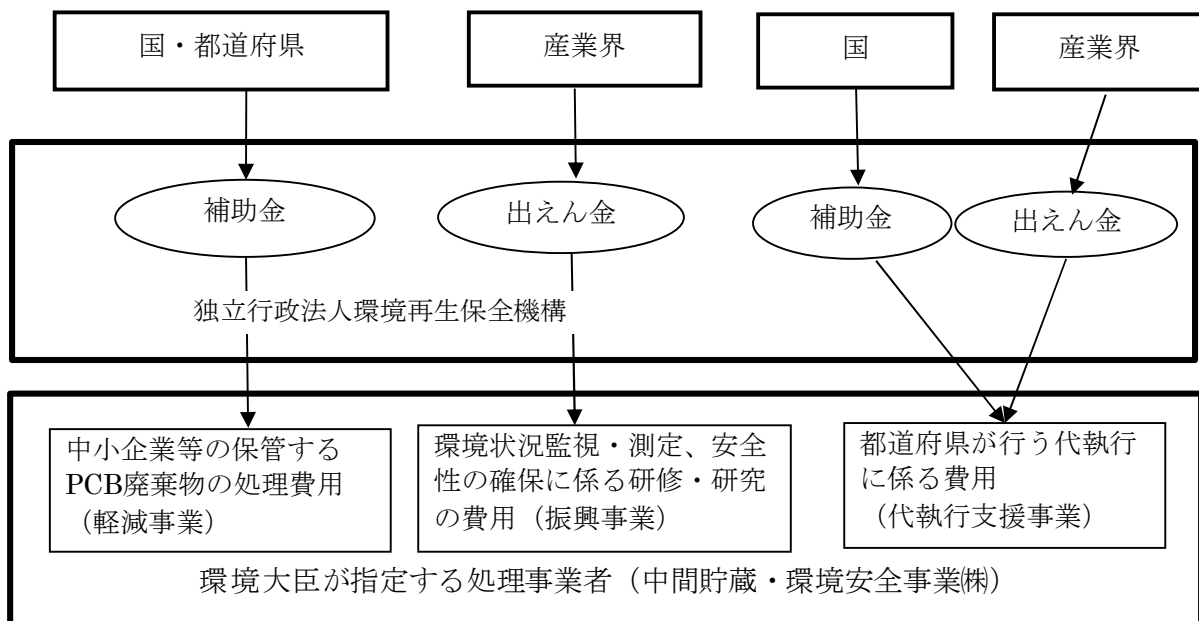 国・都道府県
産業界
国
産業界
補助金
出えん金
補助金
出えん金
独立行政法人環境再生保全機構
中小企業等の保管する
PCB廃棄物の処理費用
（軽減事業）
環境状況監視・測定、安全
性の確保に係る研修・研究
の費用（振興事業）
都道府県が行う代執行
に係る費用
（代執行支援事業）
環境大臣が指定する処理事業者（中間貯蔵・環境安全事業㈱）